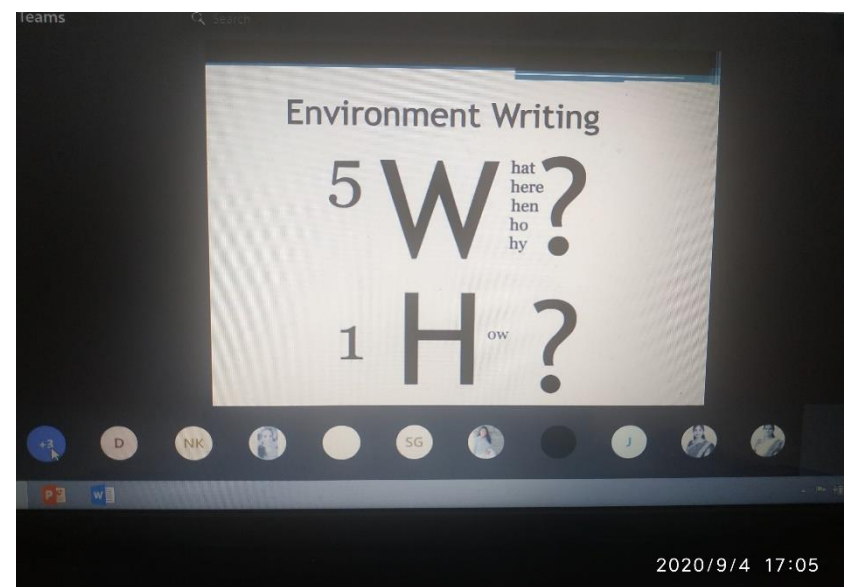 Teams
Search
Environment Writing
5 W hat ?
here
hen
ho
hy
1 H ow ?
+3
D
NK
SG
J
P
W
2020/9/4 17:05